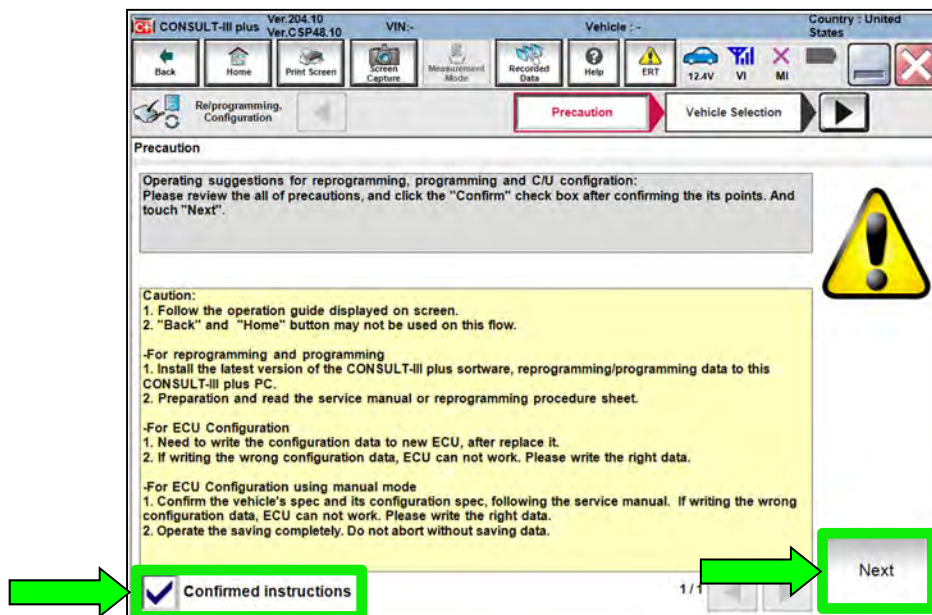 CONSULT-III plus Ver.204.10 Ver.CSP48.10 VIN:- Vehicle : - Country : United States
Back Home Print Screen Screen Capture Measurement Mode Recorded Data Help ERT 12.4V VI MI
Re/programming, Configuration Precaution Vehicle Selection
Precaution
Operating suggestions for reprogramming, programming and C/U configration:
Please review the all of precautions, and click the "Confirm" check box after confirming the its points. And
touch "Next".
Caution:
1. Follow the operation guide displayed on screen.
2. "Back" and "Home" button may not be used on this flow.
-For reprogramming and programming
1. Install the latest version of the CONSULT-III plus sortware, reprogramming/programming data to this
CONSULT-III plus PC.
2. Preparation and read the service manual or reprogramming procedure sheet.
-For ECU Configuration
1. Need to write the configuration data to new ECU, after replace it.
2. If writing the wrong configuration data, ECU can not work. Please write the right data.
-For ECU Configuration using manual mode
1. Confirm the vehicle's spec and its configuration spec, following the service manual. If writing the wrong
configuration data, ECU can not work. Please write the right data.
2. Operate the saving completely. Do not abort without saving data.
Confirmed instructions 1/1 Next